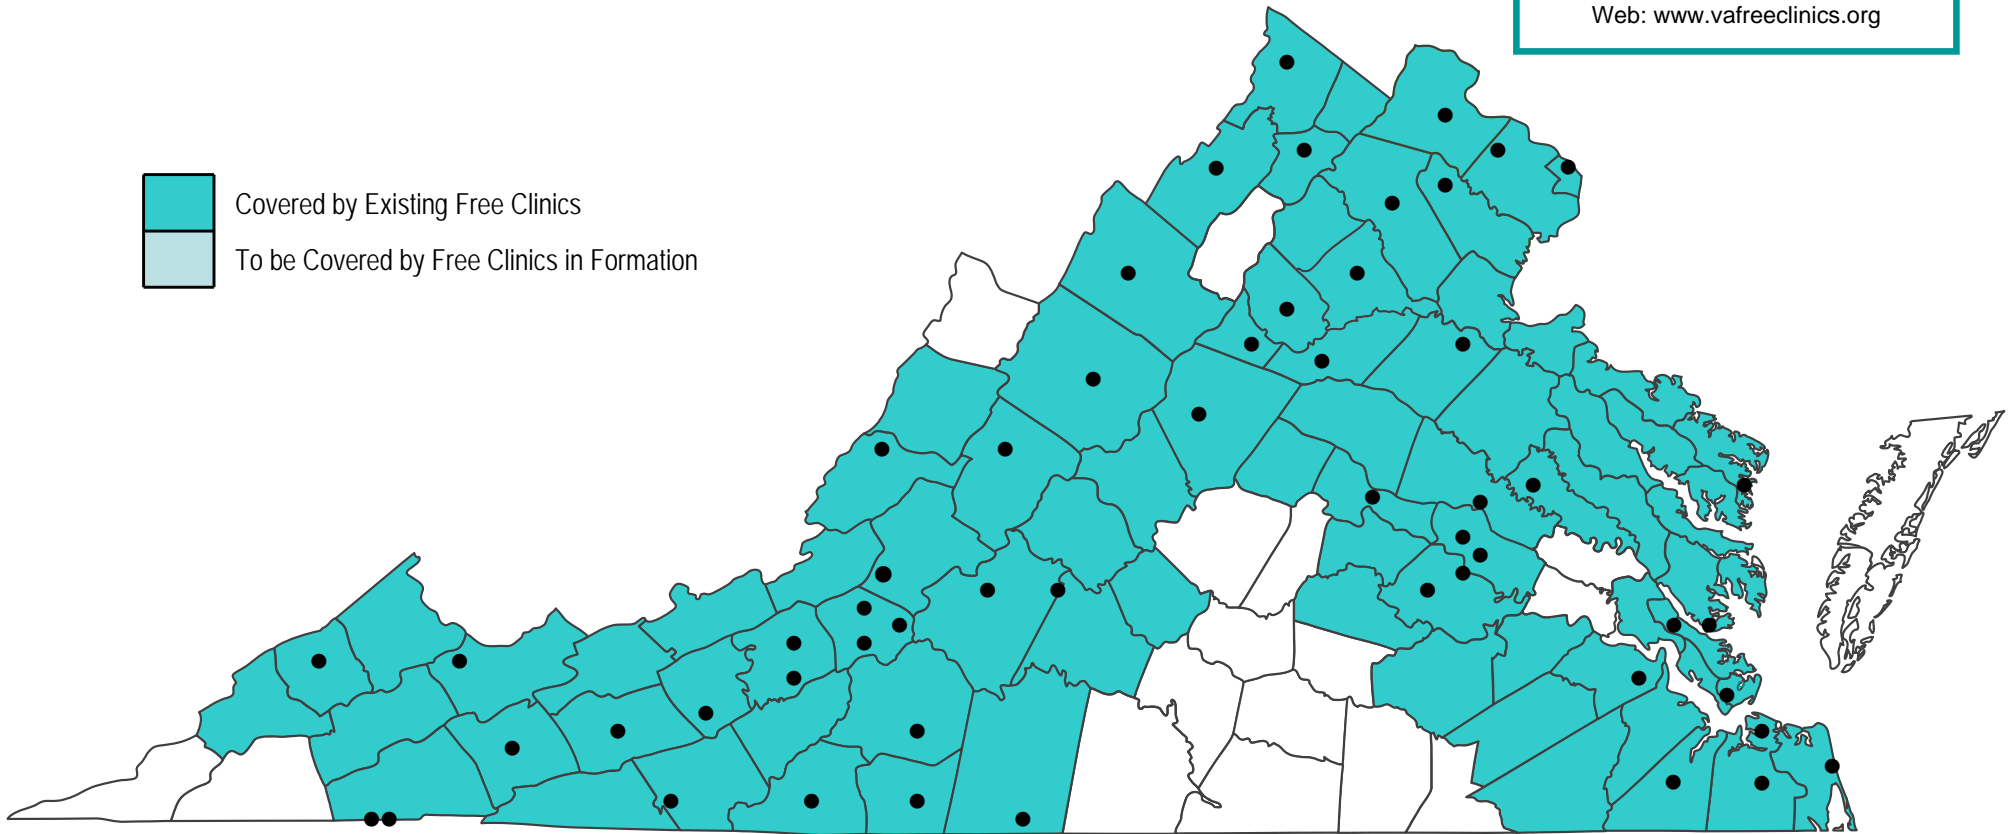 Web: www.vafreeclinics.org
Covered by Existing Free Clinics
To be Covered by Free Clinics in Formation